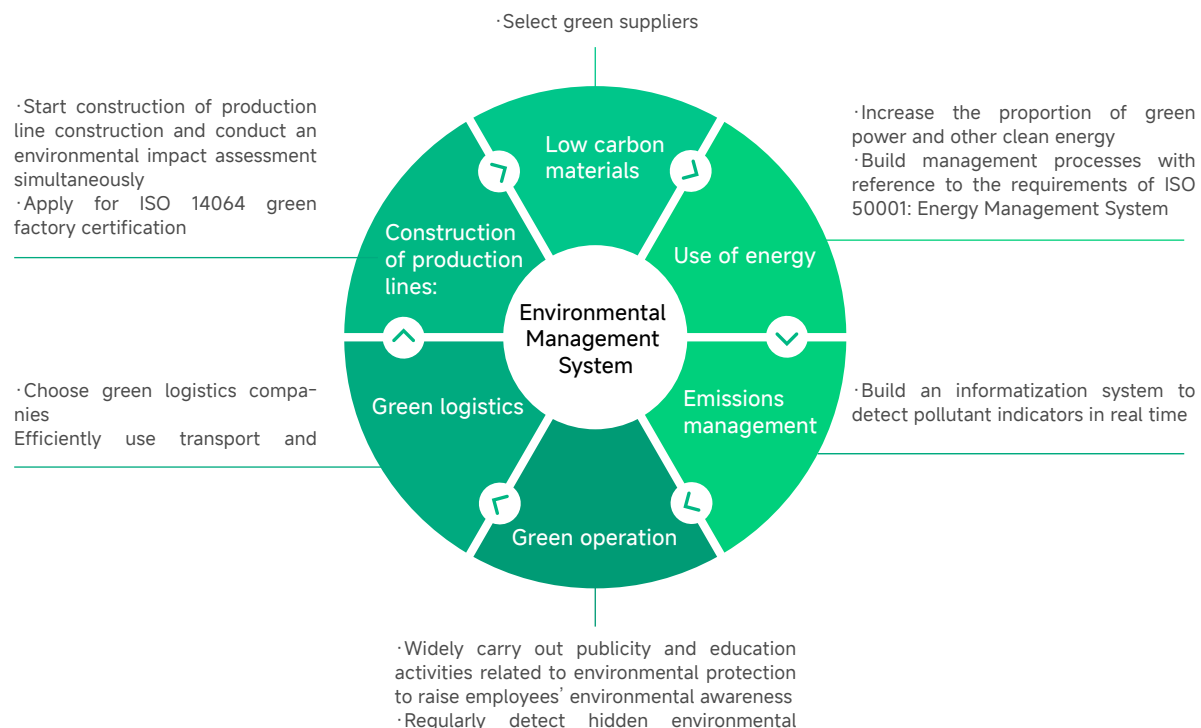 ·Select green suppliers
·Start construction of production
line construction and conduct an
environmental impact assessment
simultaneously
·Apply for ISO 14064 green
factory certification
Low carbon
materials
·Increase the proportion of green
power and other clean energy
·Build management processes with
reference to the requirements of ISO
50001: Energy Management System
Construction
of production
lines:
Use of energy
Environmental
Management
System
·Choose green logistics compa-
nies
Efficiently use transport and
Green logistics
Emissions
management
·Build an informatization system to
detect pollutant indicators in real time
Green operation
·Widely carry out publicity and education
activities related to environmental protection
to raise employees’ environmental awareness
·Regularly detect hidden environmental